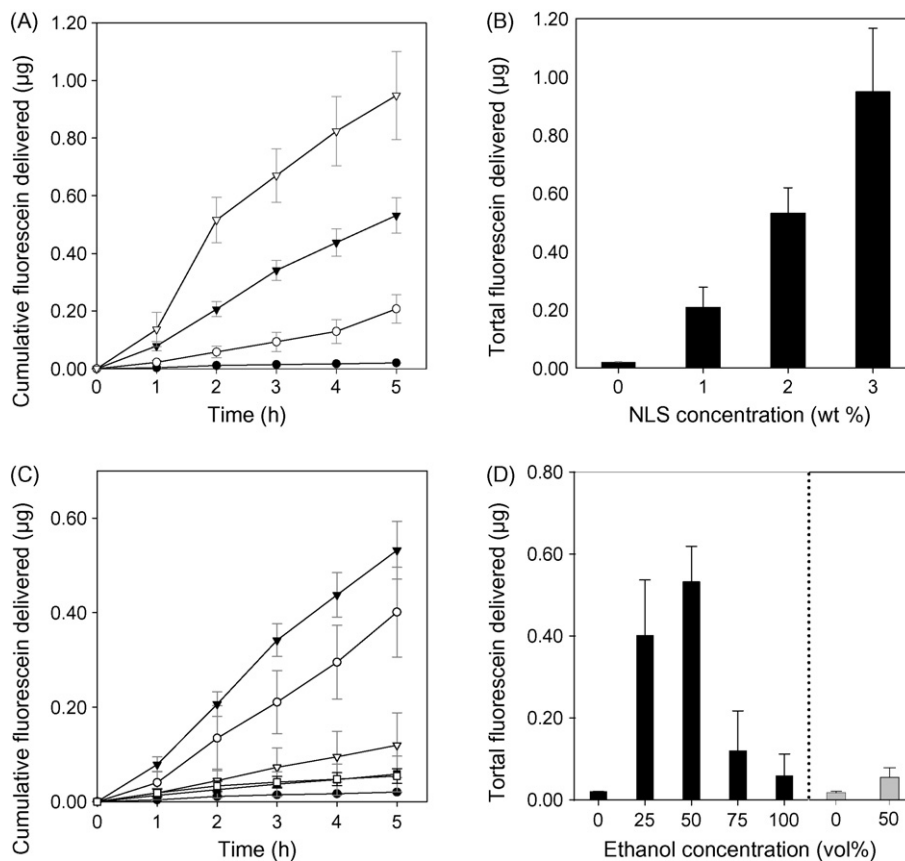 (A)
1.20
1.00
0.80
0.60
0.40
0.20
0.00
Cumulative fluorescein delivered (µg)
0 1 2 3 4 5
Time (h)
(B)
1.20
1.00
0.80
0.60
0.40
0.20
0.00
Tortal fluorescein delivered (µg)
0 1 2 3
NLS concentration (wt %)
(C)
0.60
0.40
0.20
0.00
Cumulative fluorescein delivered (µg)
0 1 2 3 4 5
Time (h)
(D)
0.80
0.60
0.40
0.20
0.00
Tortal fluorescein delivered (µg)
0 25 50 75 100 0 50
Ethanol concentration (vol%)